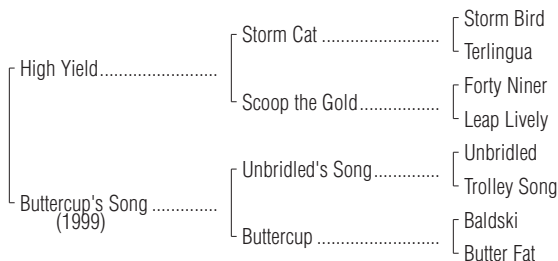 Storm Bird
Storm Cat ........................
Terlingua
High Yield.........................
Forty Niner
Scoop the Gold.................
Leap Lively
Unbridled
Unbridled's Song..............
Trolley Song
Buttercup's Song ..............
(1999)
Baldski
Buttercup ..........................
Butter Fat